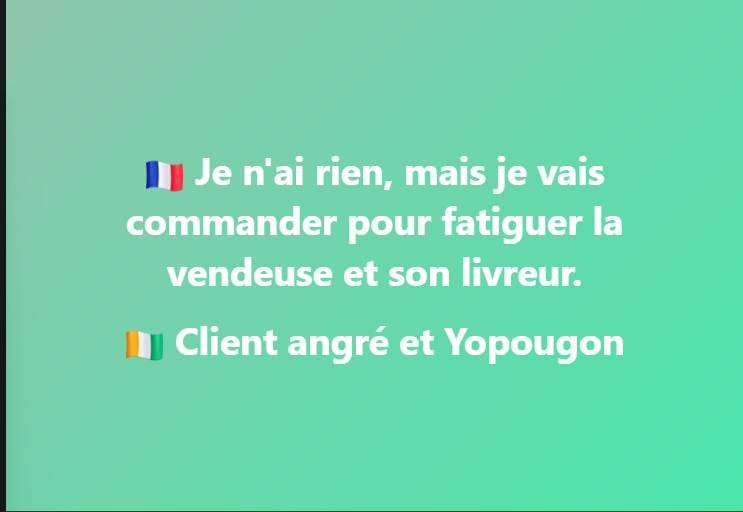 🇫🇷 Je n'ai rien, mais je vais
commander pour fatiguer la
vendeuse et son livreur.
🇨🇮 Client angré et Yopougon